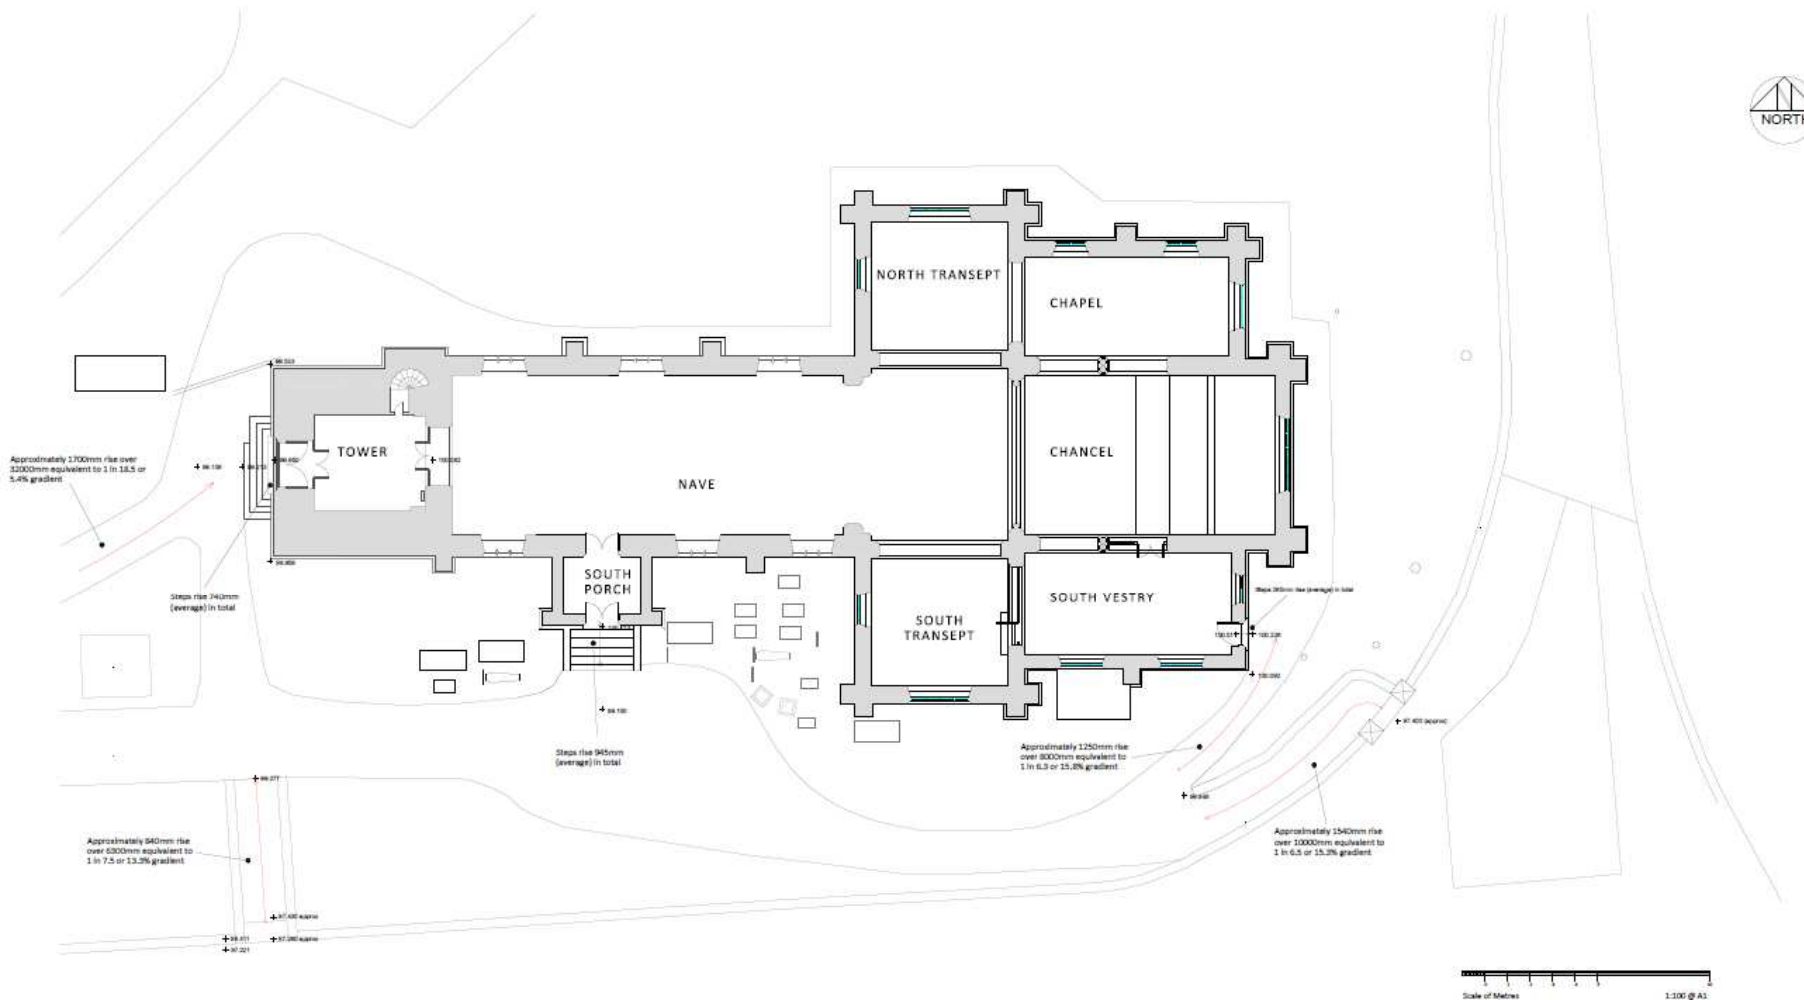 NORTH
NORTH TRANSEPT
CHAPEL
TOWER
CHANCEL
NAVE
Approximately 1700mm rise over
32000mm equivalent to 1 in 18.5 or
5.4% gradient
SOUTH
PORCH
SOUTH VESTRY
Steps rise 740mm
(average) in total
SOUTH
TRANSEPT
Steps rise 945mm
(average) in total
Approximately 1250mm rise
over 8000mm equivalent to
1 in 6.3 or 15.8% gradient
Approximately 840mm rise
over 6300mm equivalent to
1 in 7.5 or 13.3% gradient
Approximately 1540mm rise
over 10000mm equivalent to
1 in 6.5 or 15.3% gradient
Scale of Metres
1:100 @ A1